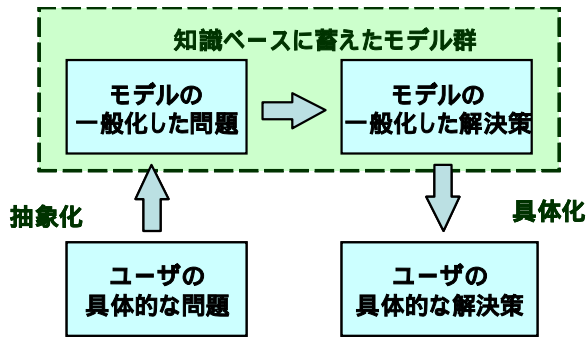 知識ベースに蓄えたモデル群
モデルの
一般化した問題
モデルの
一般化した解決策
抽象化
具体化
ユーザの
具体的な問題
ユーザの
具体的な解決策